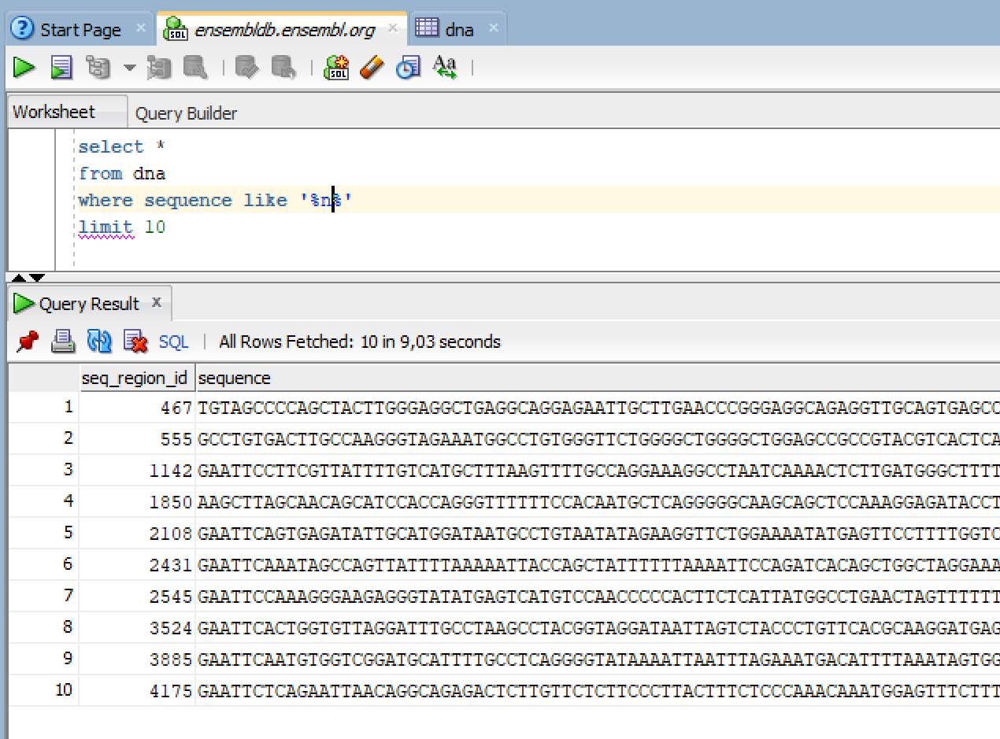 Start Page
ensembldb.ensembl.org
dna
Worksheet
Query Builder
select *
from dna
where sequence like '%n%'
limit 10
Query Result
SQL
All Rows Fetched: 10 in 9,03 seconds
seq_region_id sequence
1 467 TGTAGCCCCAGCTACTTGGGAGGCTGAGGCAGGAGAATTGCTTGAACCCGGGAGGCAGAGGTTGCAGTGAGCC
2 555 GCCTGTGACTTGCCAAGGGTAGAAATGGCCTGTGGGTTCTGGGGCTGGGGCTGGAGCCGCCGTACGTCACTCA
3 1142 GAATTCCTTCGTTATTTTGTCATGCTTTAAGTTTTGCCAGGAAAGGCCTAATCAAAACTCTTGATGGGCTTTT
4 1850 AAGCTTAGCAACAGCATCCACCAGGGTTTTTTCCACAATGCTCAGGGGGCAAGCAGCTCCAAAGGAGATACCT
5 2108 GAATTCAGTGAGATATTGCATGGATAATGCCTGTAATATAGAAGGTTCTGGAAAATATGAGTTCCTTTTGGTC
6 2431 GAATTCAAATAGCCAGTTATTTTAAAAATTACCAGCTATTTTTTAAAATTCCAGATCACAGCTGGCTAGGAAA
7 2545 GAATTCCAAAGGGAAGAGGGTATATGAGTCATGTCCAACCCCCACTTCTCATTATGGCCTGAACTAGTTTTTT
8 3524 GAATTCACTGGTGTTAGGATTTGCCTAAGCCTACGGTAGGATAATTAGTCTACCCTGTTCACGCAAGGATGAG
9 3885 GAATTCAATGTGGTCGGATGCATTTTGCCTCAGGGGTATAAAATTAATTTAGAAATGACATTTTAAATAGTGG
10 4175 GAATTCTCAGAATTAACAGGCAGAGACTCTTGTTCTCTTCCCTTACTTTCTCCCAAACAAATGGAGTTTCTTT